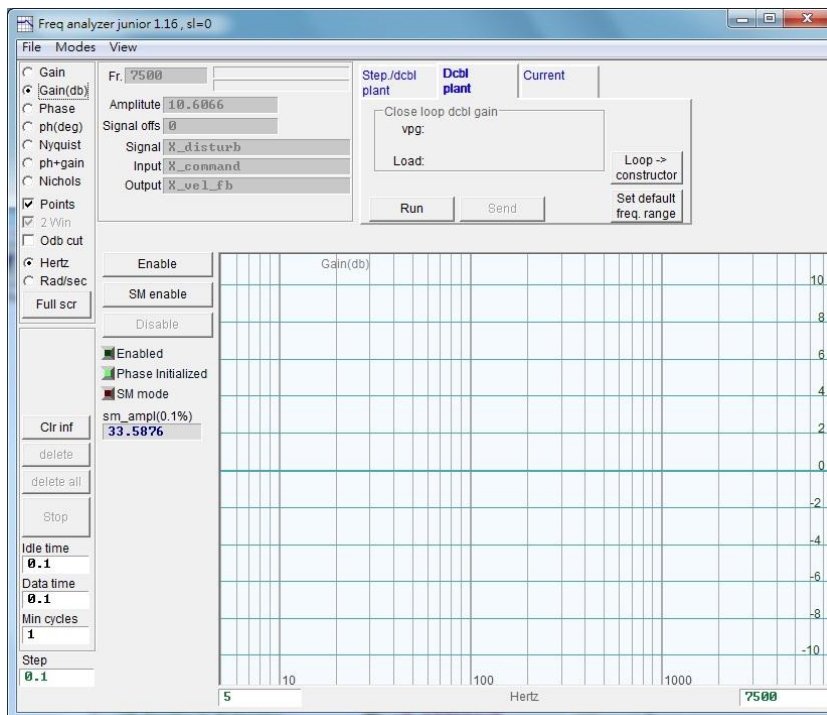 Freq analyzer junior 1.16 , sl=0
File Modes View
Gain
Gain(db)
Phase
ph(deg)
Nyquist
ph+gain
Nichols
Points
2 Win
0db cut
Hertz
Rad/sec
Full scr
Fr. 7500
Amplitute 10.6066
Signal offs 0
Signal X_disturb
Input X_command
Output X_vel_fb
Step./dcbl plant
Dcbl plant
Current
Close loop dcbl gain
vpg:
Load:
Loop ->
constructor
Run
Send
Set default
freq. range
Enable
SM enable
Disable
Enabled
Phase Initialized
SM mode
sm_ampl(0.1%)
33.5876
Clr inf
delete
delete all
Stop
Idle time
0.1
Data time
0.1
Min cycles
1
Step
0.1
Gain(db)
10
8
6
4
2
0
-2
-4
-6
-8
-10
10
100
1000
5
Hertz
7500